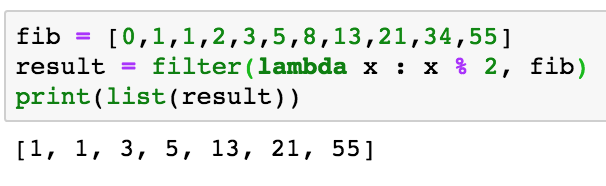 fib = [0,1,1,2,3,5,8,13,21,34,55]
result = filter(lambda x : x % 2, fib)
print(list(result))
[1, 1, 3, 5, 13, 21, 55]